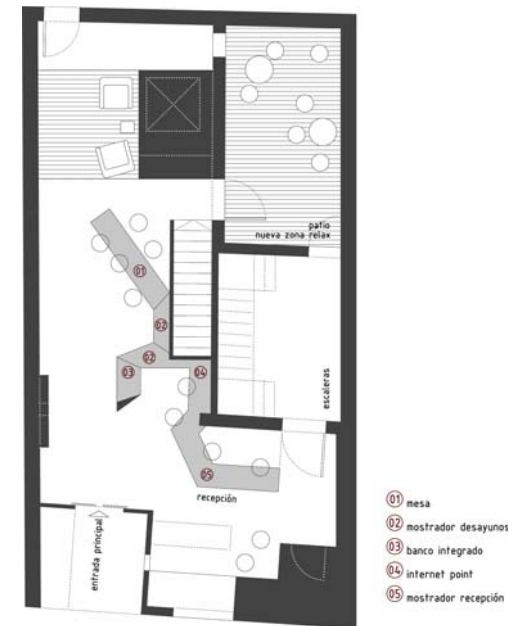 patio
nueva zona relax
01
02
02
03
04
escaleras
05
recepción
entrada principal
01 mesa
02 mostrador desayunos
03 banco integrado
04 internet point
05 mostrador recepción